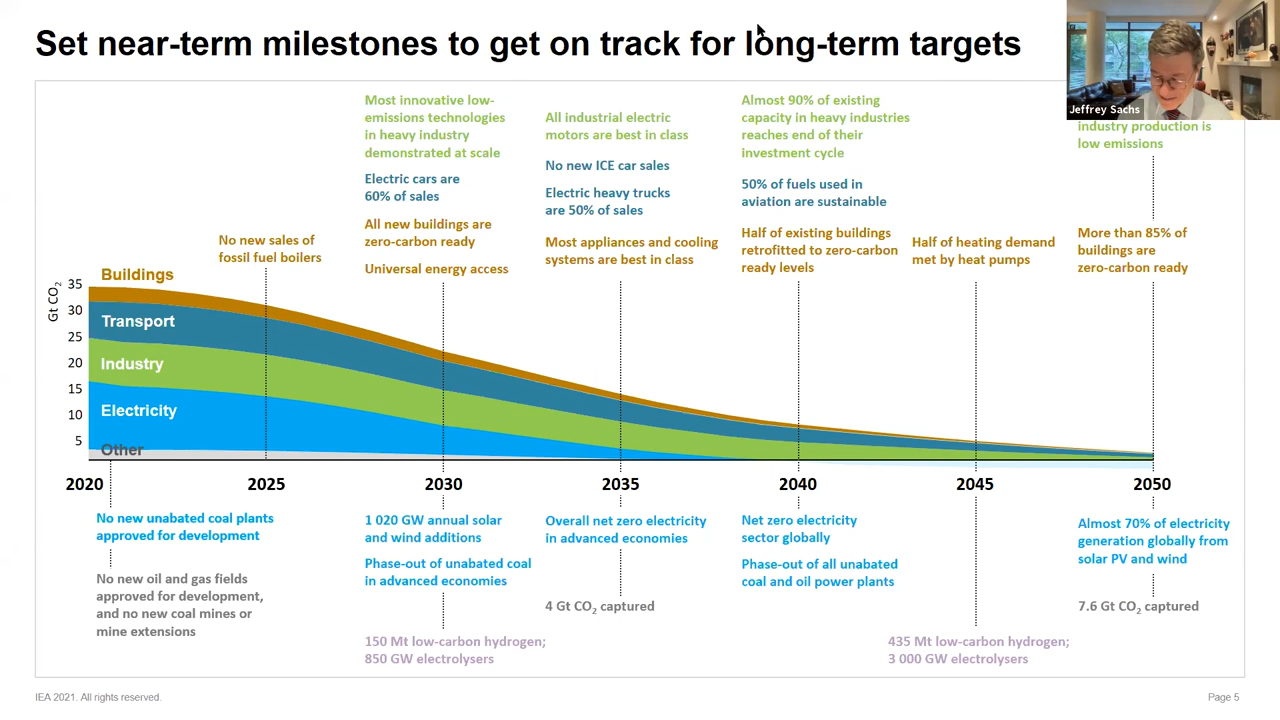 Set near-term milestones to get on track for long-term targets
Jeffrey Sachs
Most innovative low-
emissions technologies
in heavy industry
demonstrated at scale
Electric cars are
60% of sales
All new buildings are
zero-carbon ready
Universal energy access
All industrial electric
motors are best in class
No new ICE car sales
Electric heavy trucks
are 50% of sales
Most appliances and cooling
systems are best in class
Almost 90% of existing
capacity in heavy industries
reaches end of their
investment cycle
50% of fuels used in
aviation are sustainable
Half of existing buildings
retrofitted to zero-carbon
ready levels
Half of heating demand
met by heat pumps
industry production is
low emissions
More than 85% of
buildings are
zero-carbon ready
No new sales of
fossil fuel boilers
Gt CO₂
35
30
25
20
15
10
5
Buildings
Transport
Industry
Electricity
Other
2020
2025
2030
2035
2040
2045
2050
No new unabated coal plants
approved for development
No new oil and gas fields
approved for development,
and no new coal mines or
mine extensions
1 020 GW annual solar
and wind additions
Phase-out of unabated coal
in advanced economies
150 Mt low-carbon hydrogen;
850 GW electrolysers
Overall net zero electricity
in advanced economies
4 Gt CO₂ captured
Net zero electricity
sector globally
Phase-out of all unabated
coal and oil power plants
435 Mt low-carbon hydrogen;
3 000 GW electrolysers
Almost 70% of electricity
generation globally from
solar PV and wind
7.6 Gt CO₂ captured
IEA 2021. All rights reserved.
Page 5